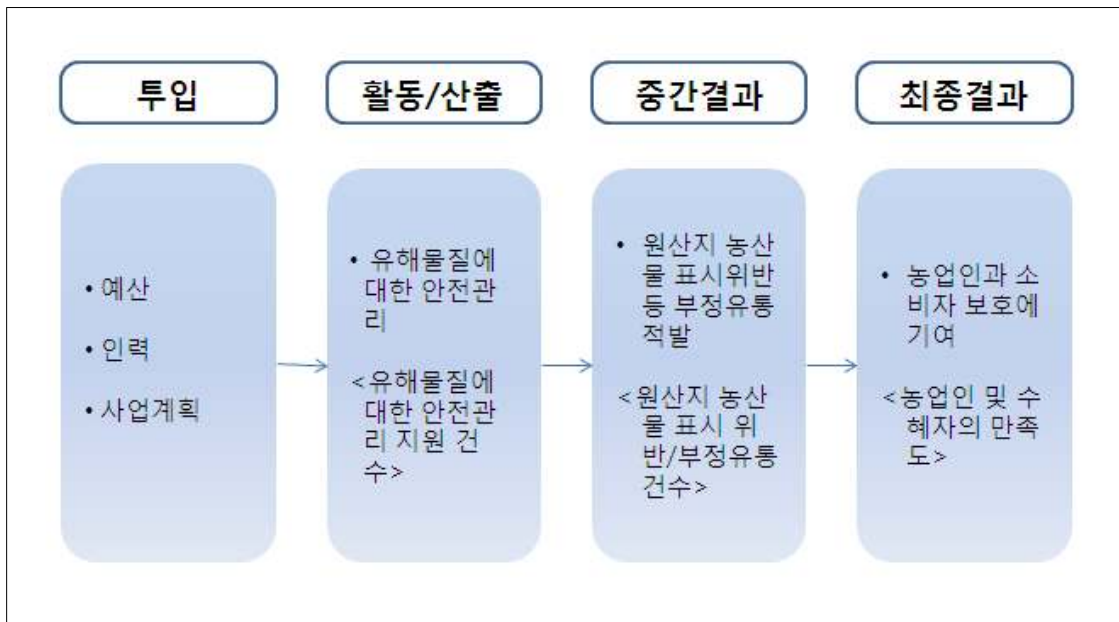 투입
활동/산출
중간결과
최종결과
• 예산
• 인력
• 사업계획
• 유해물질에
대한 안전관
리
<유해물질에
대한 안전관
리 지원 건
수>
• 원산지 농산
물 표시위반
등 부정유통
적발
<원산지 농산
물 표시 위
반/부정유통
건수>
• 농업인과 소
비자 보호에
기여
<농업인 및 수
혜자의 만족
도>